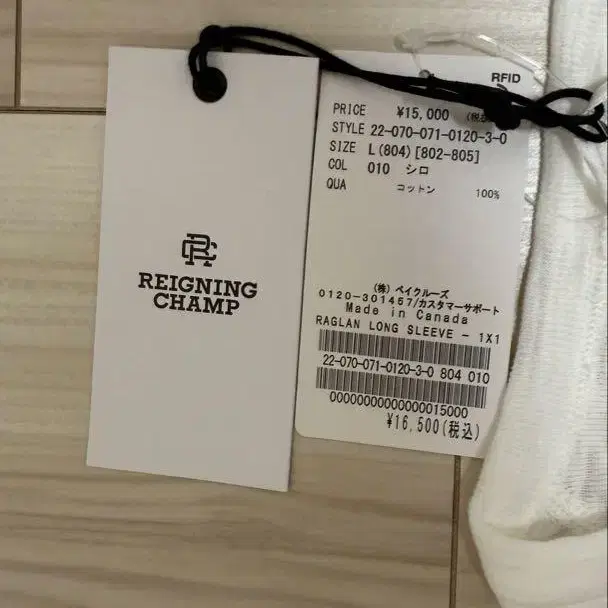 RC
REIGNING
CHAMP
RFID
PRICE ¥15,000
STYLE 22-070-071-0120-3-0
SIZE L(804)[802-805]
COL 010 シロ
QUA コットン 100%
(株) ベイクルーズ
0120-301457/カスタマーサポート
Made in Canada
RAGLAN LONG SLEEVE - 1X1
22-070-071-0120-3-0 804 010
0000000000000015000
¥16,500(税込)